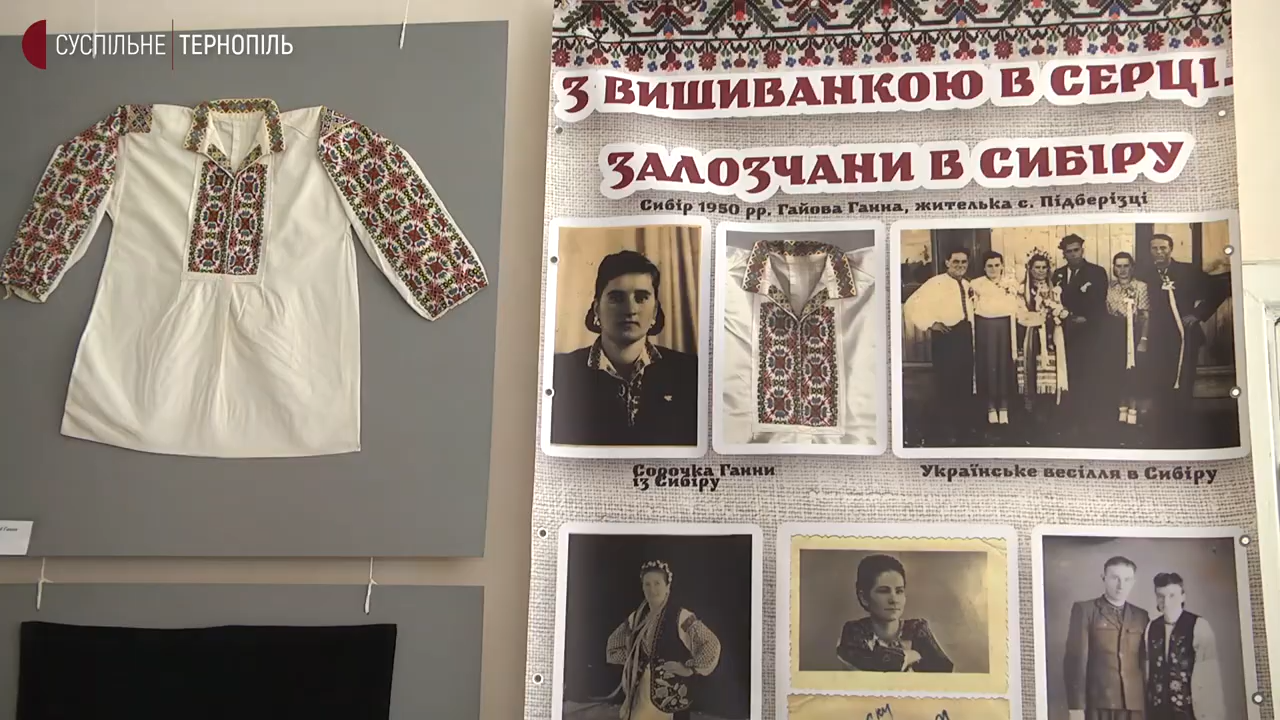 СУСПІЛЬНЕ ТЕРНОПІЛЬ
З ВИШИВАНКОЮ В СЕРЦІ.
ЗАЛОЗЧАНИ В СИБІРУ
Сибір 1950 рр. Гайова Ганна, жителька с. Підберізці
Сорочка Ганни
із Сибіру
Українське весілля в Сибіру